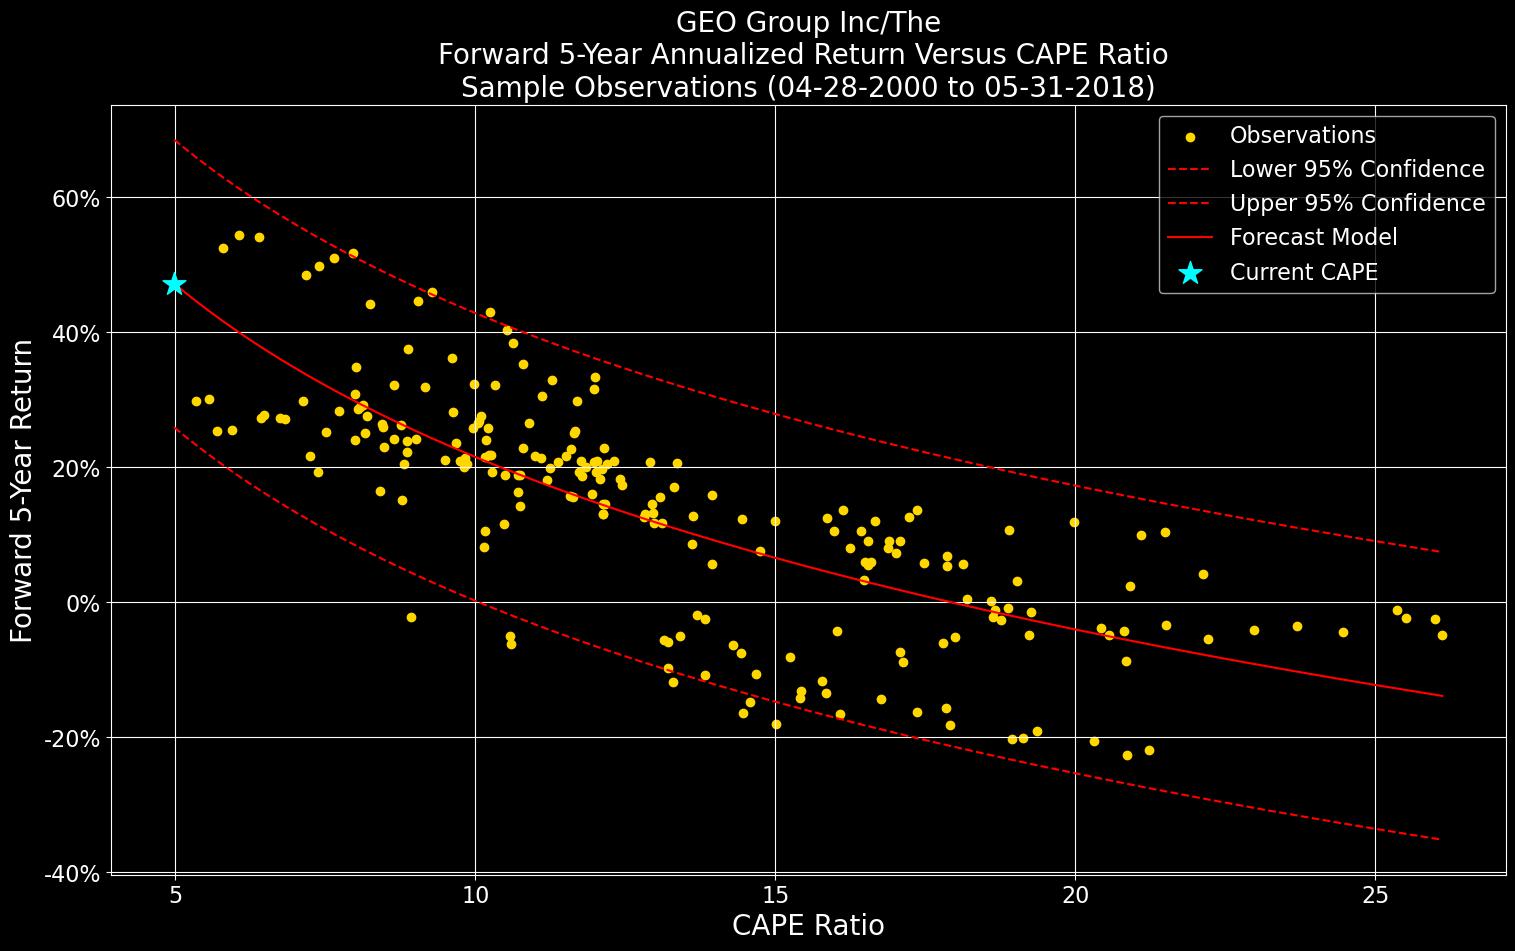 GEO Group Inc/The
Forward 5-Year Annualized Return Versus CAPE Ratio
Sample Observations (04-28-2000 to 05-31-2018)
Observations
Lower 95% Confidence
Upper 95% Confidence
Forecast Model
Current CAPE
Forward 5-Year Return
60%
40%
20%
0%
-20%
-40%
5
10
15
20
25
CAPE Ratio